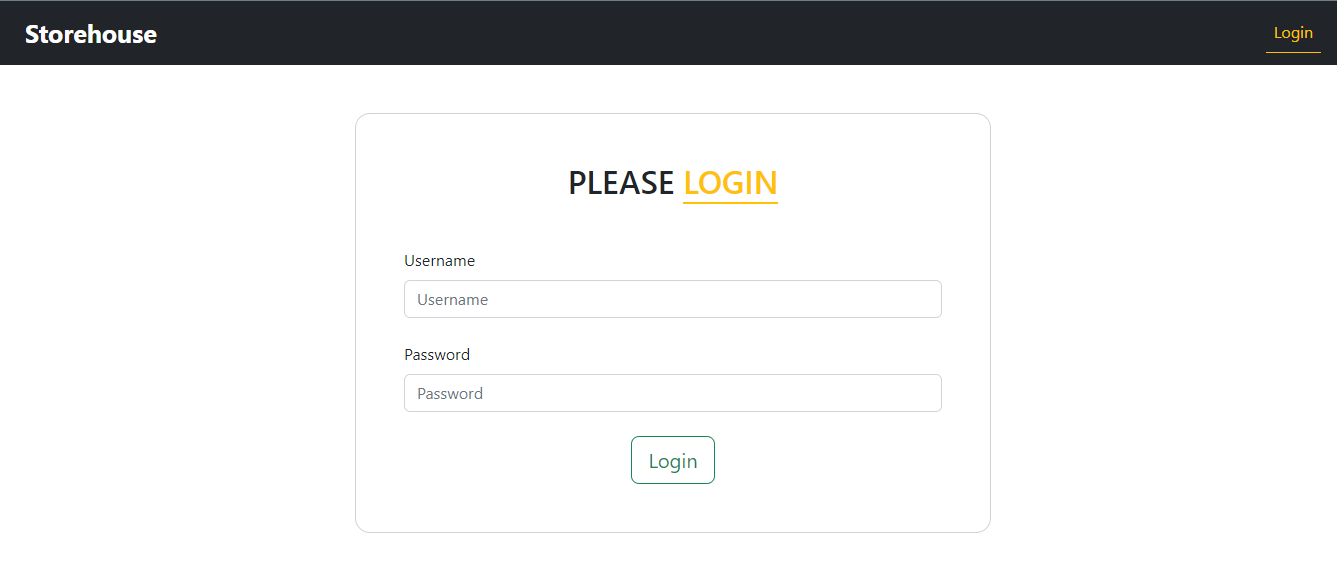 Storehouse
Login
PLEASE LOGIN
Username
Username
Password
Password
Login